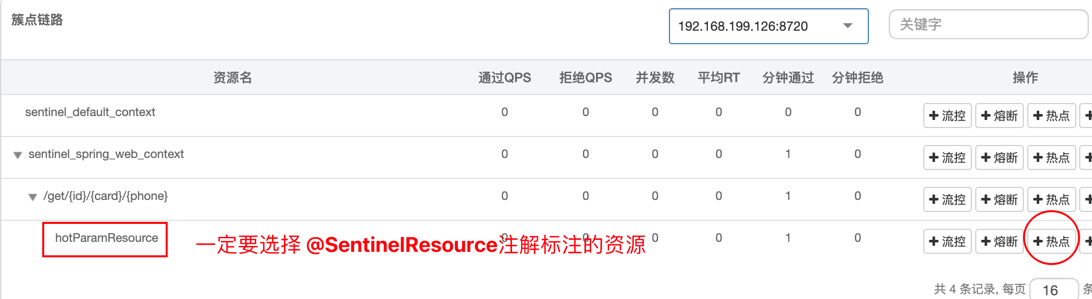 簇点链路
192.168.199.126:8720
关键字
资源名 通过QPS 拒绝QPS 并发数 平均RT 分钟通过 分钟拒绝 操作
sentinel_default_context 0 0 0 0 0 0 +流控 +熔断 +热点 +
sentinel_spring_web_context 0 0 0 0 1 0 +流控 +熔断 +热点 +
/get/{id}/{card}/{phone} 0 0 0 0 1 0 +流控 +熔断 +热点 +
hotParamResource 0 0 0 0 1 0 +流控 +熔断 +热点 +
一定要选择 @SentinelResource注解标注的资源
共 4 条记录, 每页 16 条